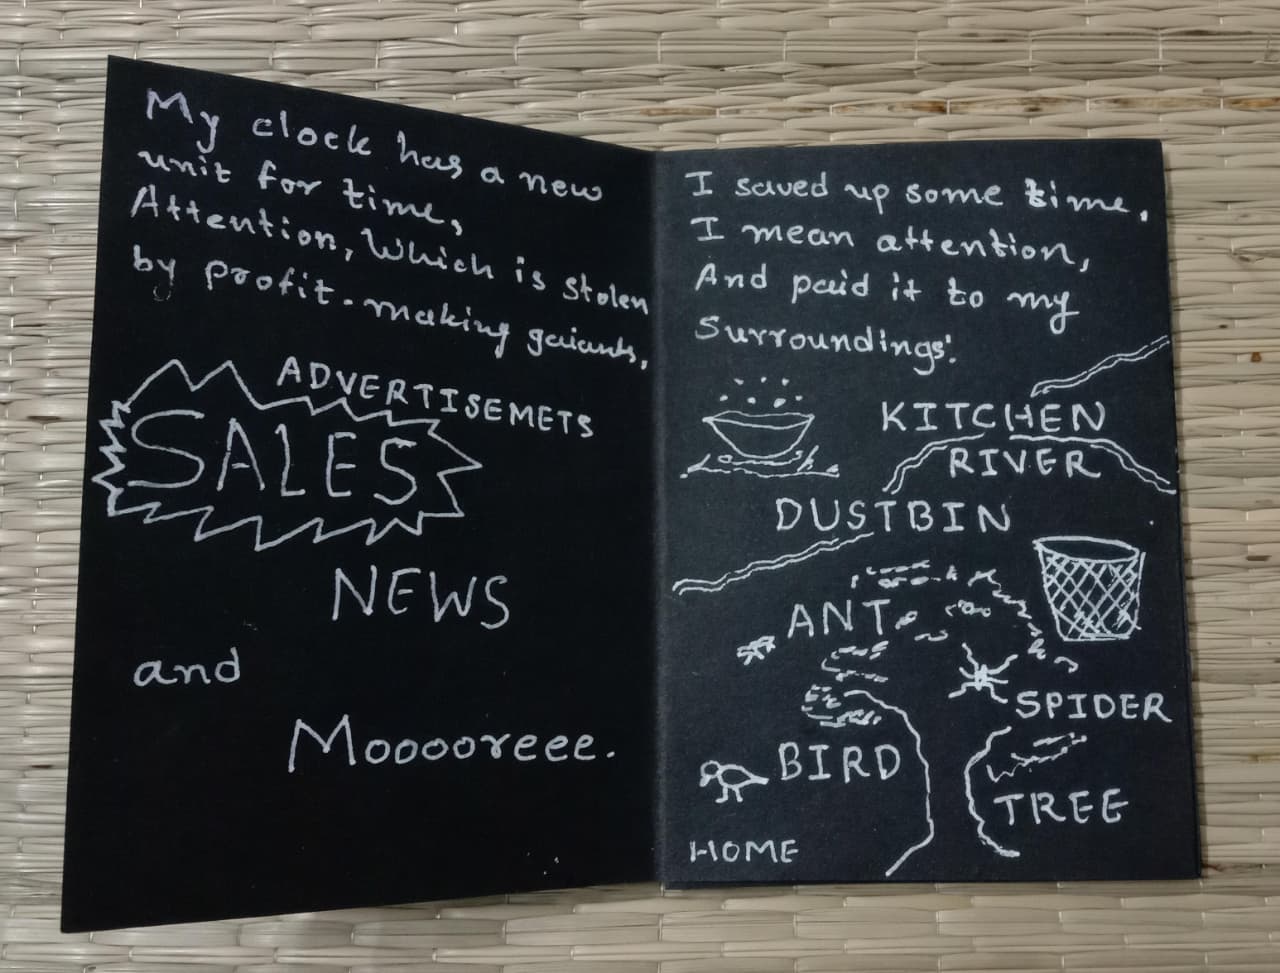 My clock has a new
unit for time,
Attention, Which is stolen
by profit-making gaiants.
ADVERTISEMETS
SALES
NEWS
and
Mooooreee.
I saved up some time,
I mean attention,
And paid it to my
Surroundings.
KITCHEN
RIVER
DUSTBIN
ANT
SPIDER
BIRD
TREE
HOME